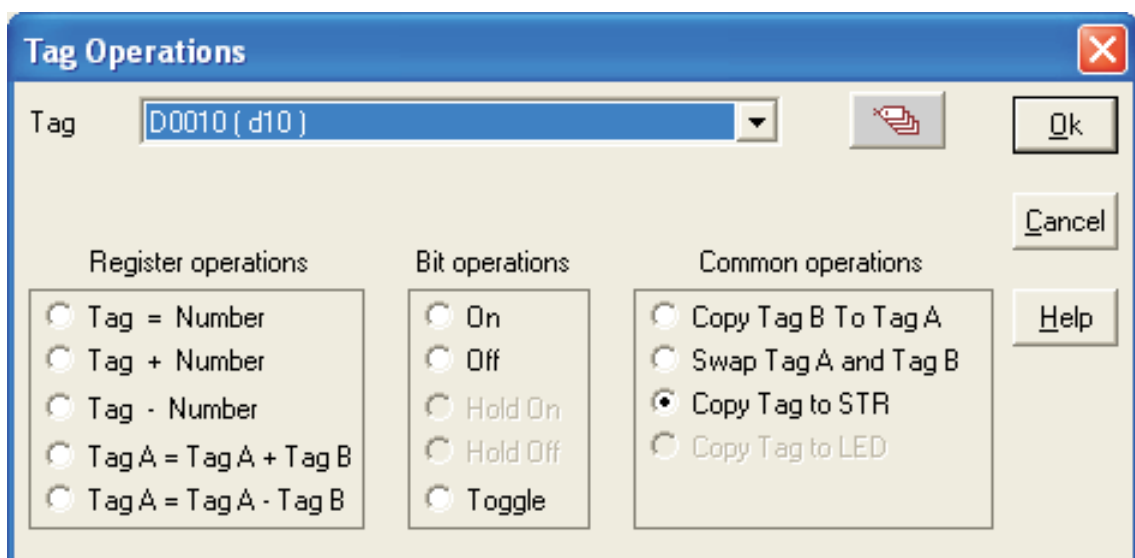 Tag Operations
Tag
D0010 ( d10 )
Ok
Cancel
Help
Register operations
Tag = Number
Tag + Number
Tag - Number
Tag A = Tag A + Tag B
Tag A = Tag A - Tag B
Bit operations
On
Off
Hold On
Hold Off
Toggle
Common operations
Copy Tag B To Tag A
Swap Tag A and Tag B
Copy Tag to STR
Copy Tag to LED